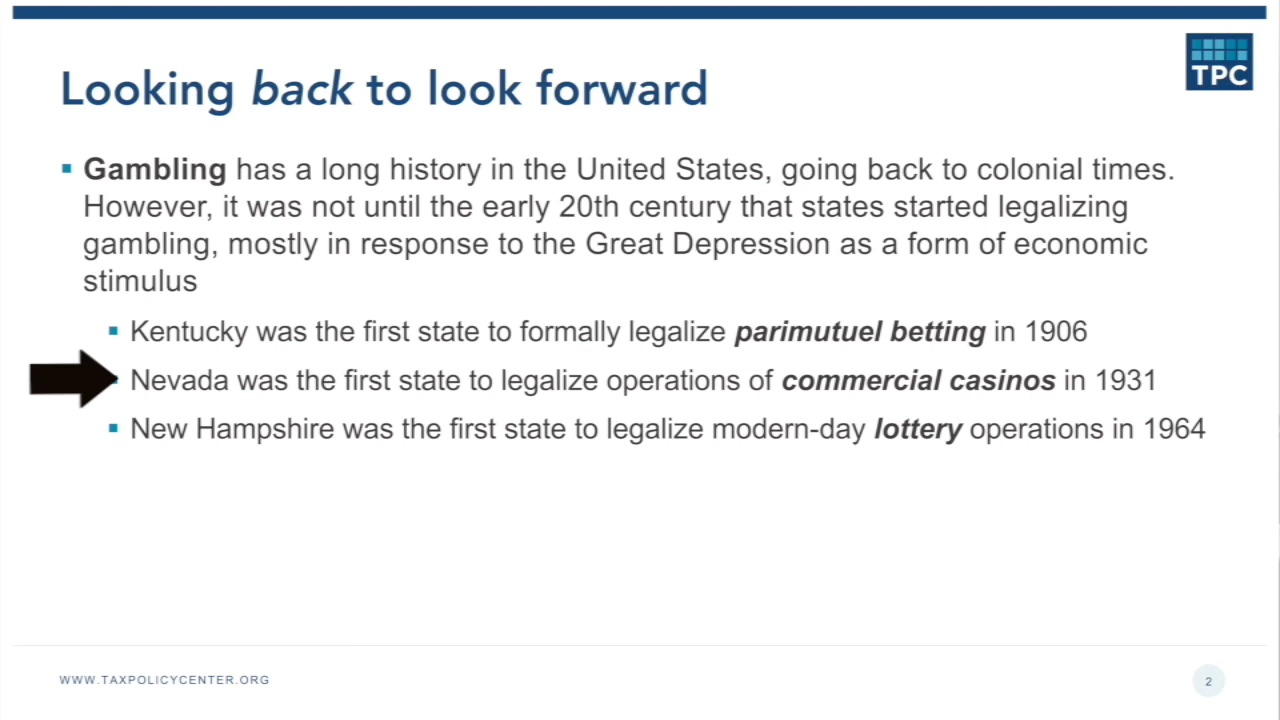 TPC
Looking back to look forward
▪ Gambling has a long history in the United States, going back to colonial times.
However, it was not until the early 20th century that states started legalizing
gambling, mostly in response to the Great Depression as a form of economic
stimulus
▪ Kentucky was the first state to formally legalize parimutuel betting in 1906
Nevada was the first state to legalize operations of commercial casinos in 1931
▪ New Hampshire was the first state to legalize modern-day lottery operations in 1964
WWW.TAXPOLICYCENTER.ORG
2